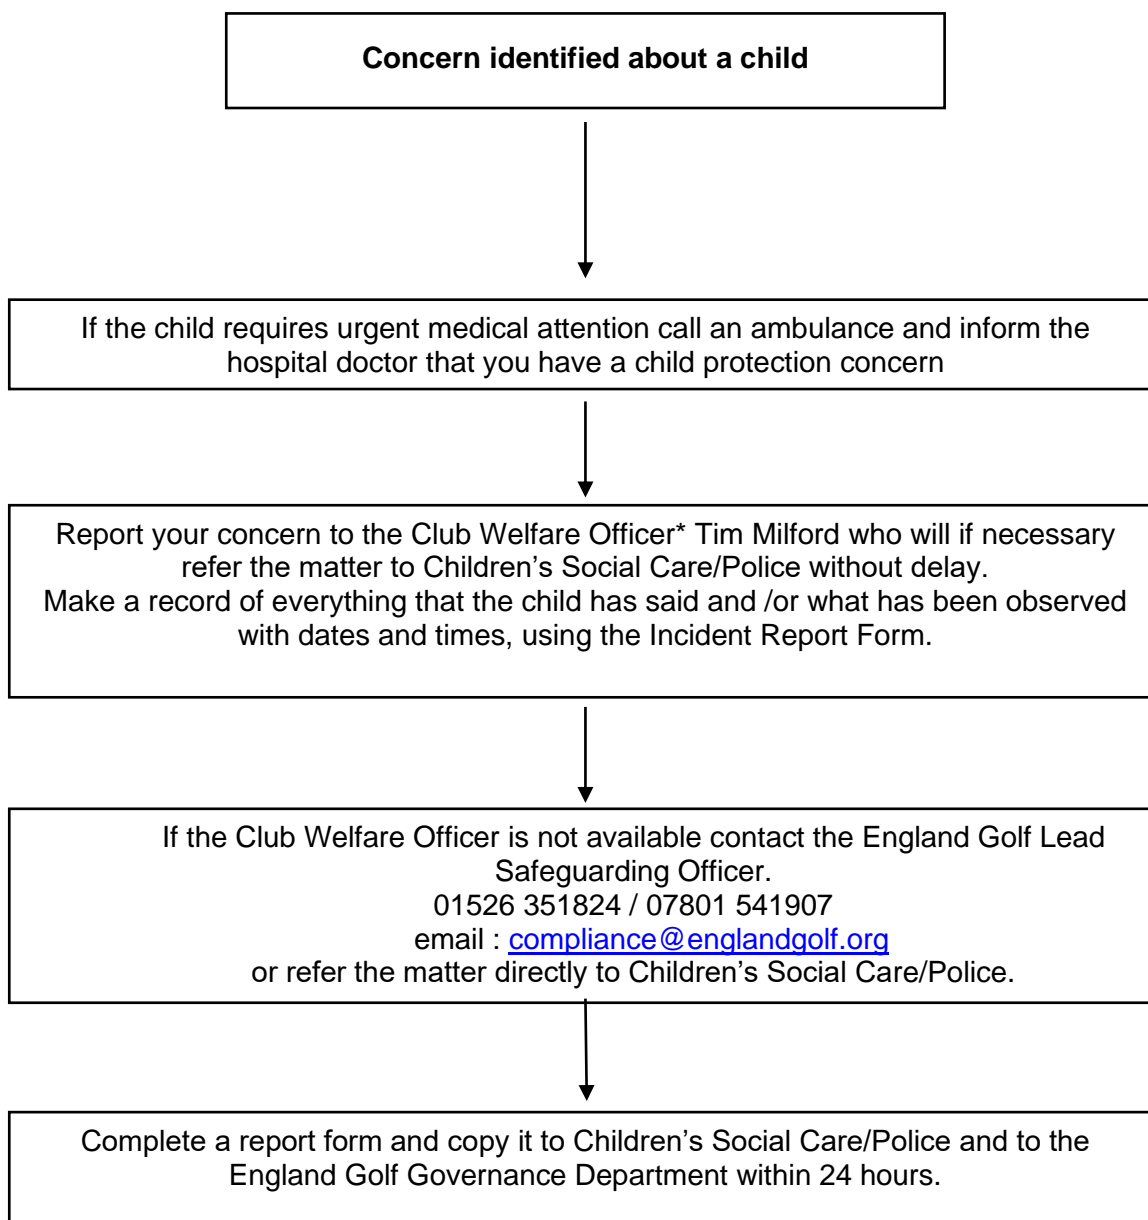 Concern identified about a child
If the child requires urgent medical attention call an ambulance and inform the
hospital doctor that you have a child protection concern
Report your concern to the Club Welfare Officer* Tim Milford who will if necessary
refer the matter to Children’s Social Care/Police without delay.
Make a record of everything that the child has said and /or what has been observed
with dates and times, using the Incident Report Form.
If the Club Welfare Officer is not available contact the England Golf Lead
Safeguarding Officer.
01526 351824 / 07801 541907
email : compliance@englandgolf.org
or refer the matter directly to Children’s Social Care/Police.
Complete a report form and copy it to Children’s Social Care/Police and to the
England Golf Governance Department within 24 hours.